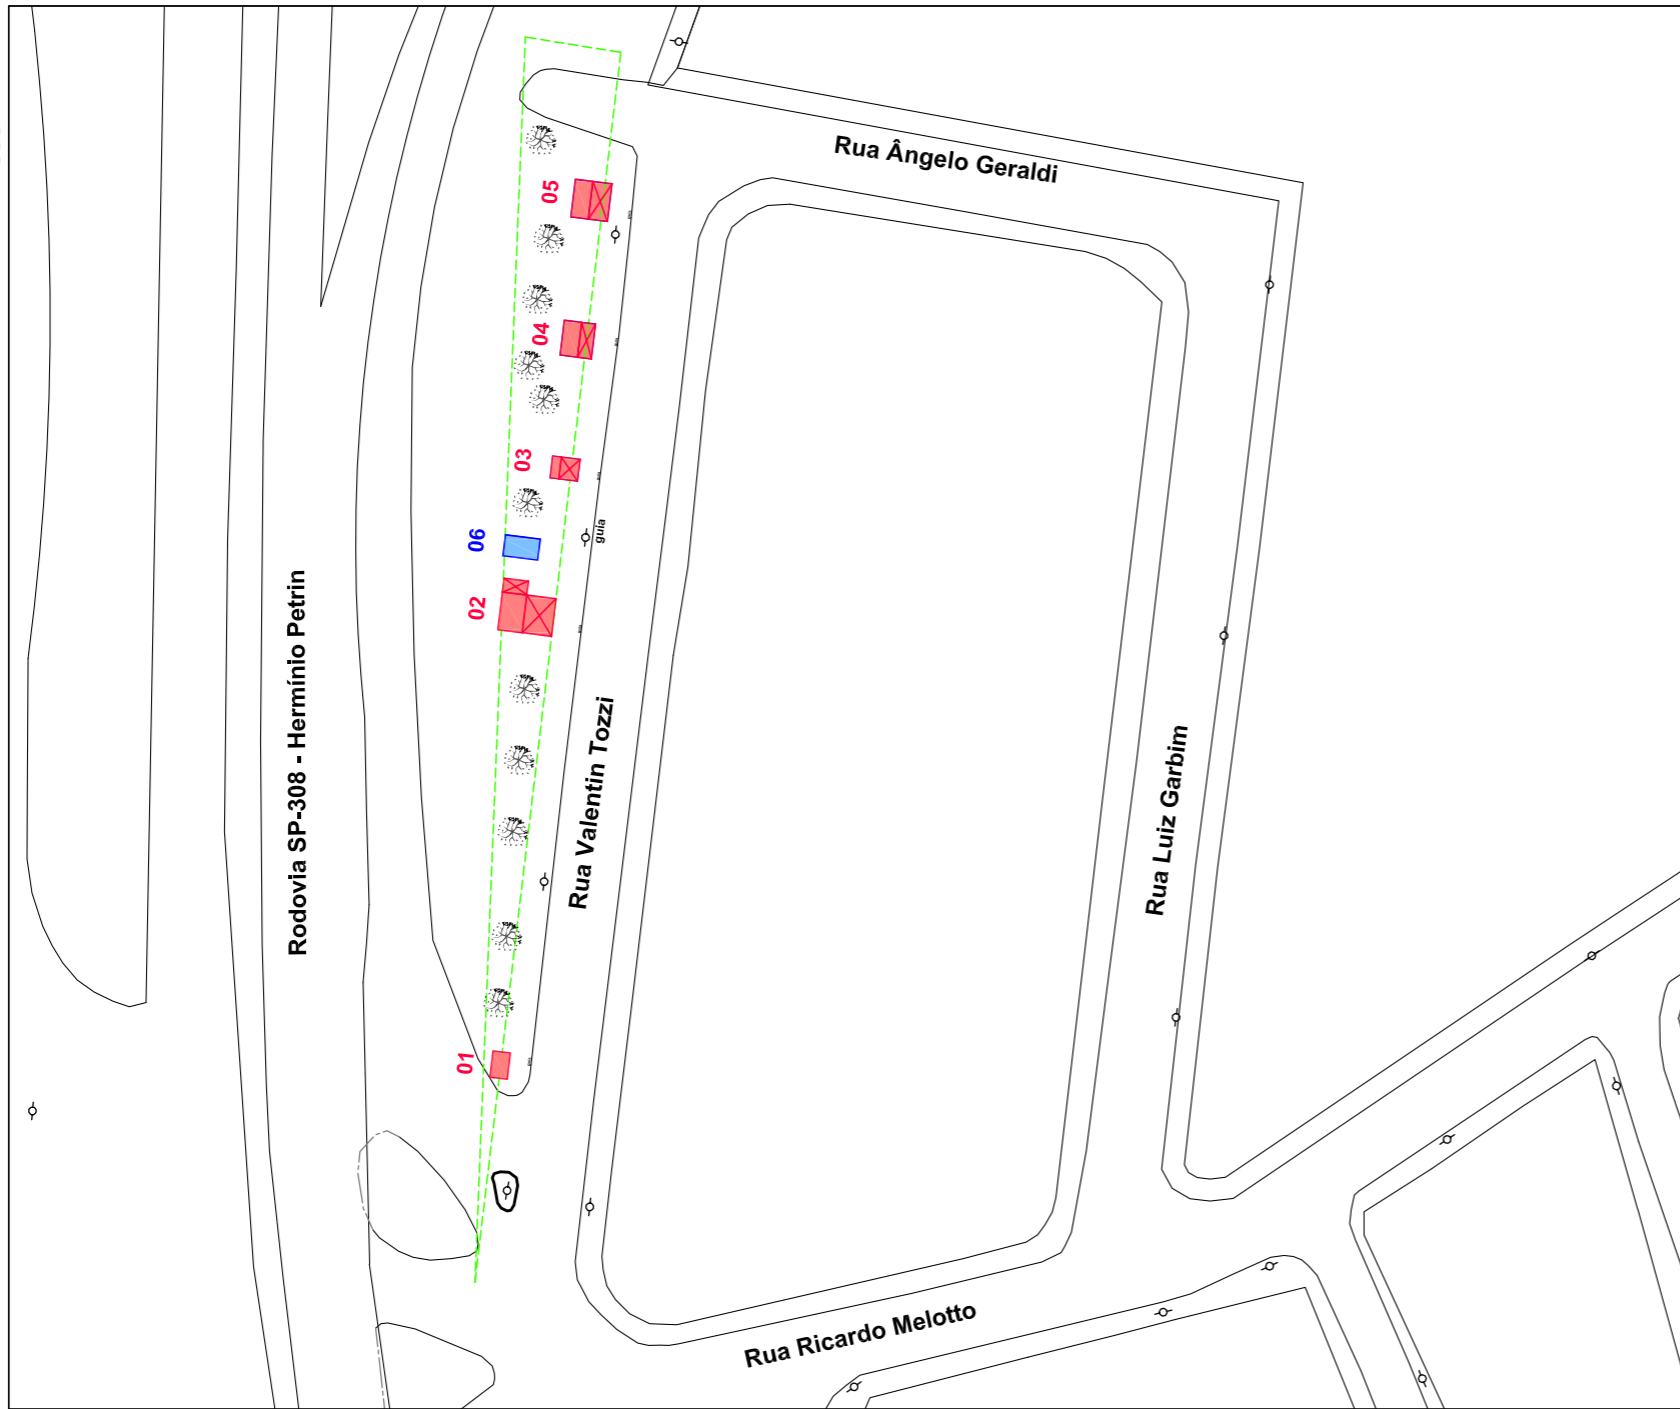 Rua Ângelo Geraldi
05
04
03
06
guia
02
Rodovia SP-308 - Hermínio Petrin
Rua Valentin Tozzi
Rua Luiz Garbim
01
Rua Ricardo Melotto